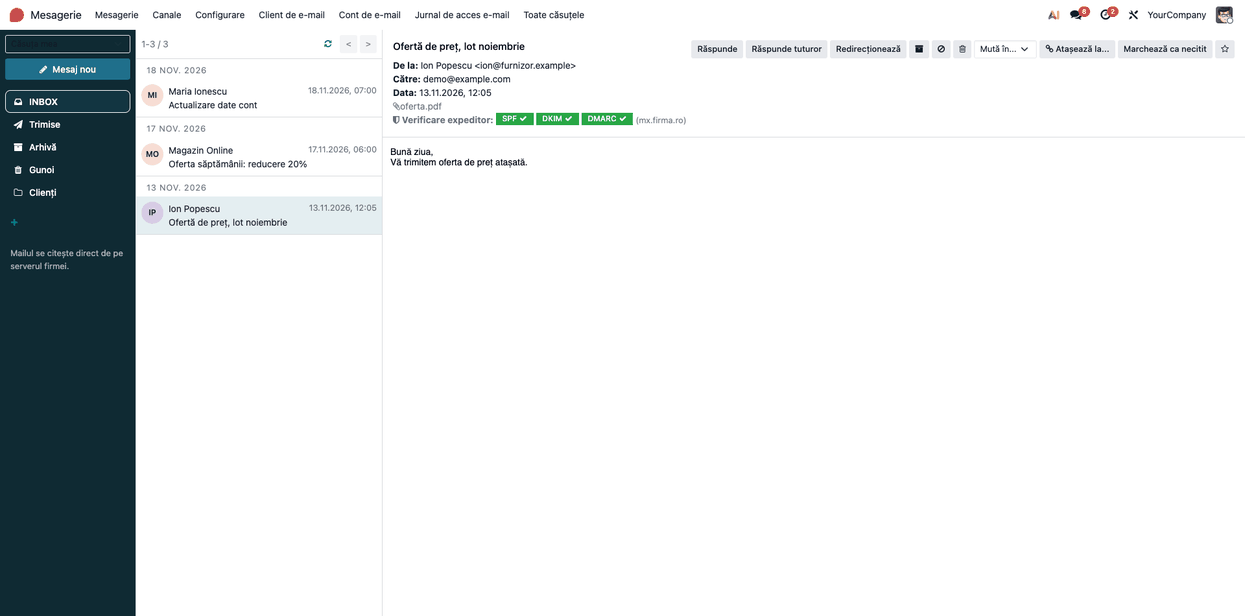 Mesagerie Mesagerie Canale Configurare Client de e-mail Cont de e-mail Jurnal de acces e-mail Toate căsuțele AI 6 2 YourCompany
Mesaj nou
INBOX
Trimise
Arhivă
Gunoi
Clienți
+
Mailul se citește direct de pe
serverul firmei.
1-3 / 3 < >
18 NOV. 2026
MI Maria Ionescu 18.11.2026, 07:00
Actualizare date cont
17 NOV. 2026
MO Magazin Online 17.11.2026, 06:00
Oferta săptămânii: reducere 20%
13 NOV. 2026
IP Ion Popescu 13.11.2026, 12:05
Ofertă de preț, lot noiembrie
Ofertă de preț, lot noiembrie
Răspunde Răspunde tuturor Redirecționează Mută în... Atașează la... Marchează ca necitit
De la: Ion Popescu <ion@furnizor.example>
Către: demo@example.com
Data: 13.11.2026, 12:05
oferta.pdf
Verificare expeditor: SPF DKIM DMARC (mx.firma.ro)
Bună ziua,
Vă trimitem oferta de preț atașată.